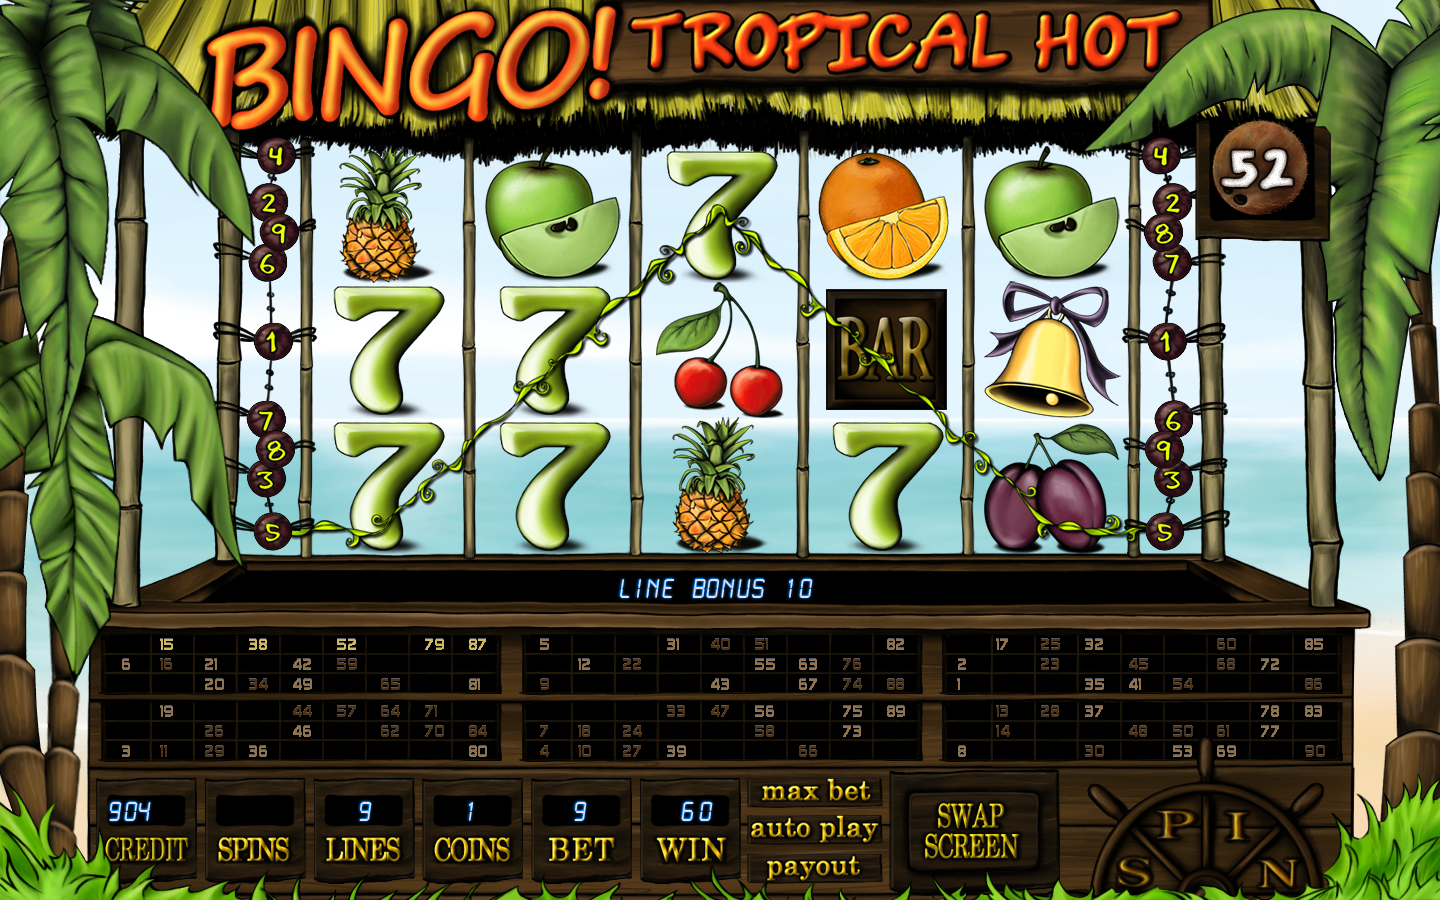 BINGO! TROPICAL HOT
52
4 4
2 2
9 8
6 7
1 BAR 1
7 6
8 9
3 3
5 5
LINE BONUS 10
15 38 52 79 87 5 31 40 51 82 17 25 32 60 85
6 16 21 42 59 12 22 55 63 76 2 23 45 68 72
20 34 49 65 81 9 43 67 74 88 1 35 41 54 86
19 44 57 64 71 33 47 56 75 89 13 28 37 78 83
26 46 62 70 84 7 18 24 58 73 14 48 50 61 77
3 11 29 36 80 4 10 27 39 66 8 30 53 69 90
904 9 1 9 60
CREDIT SPINS LINES COINS BET WIN
max bet
auto play
payout
SWAP
SCREEN
SPIN